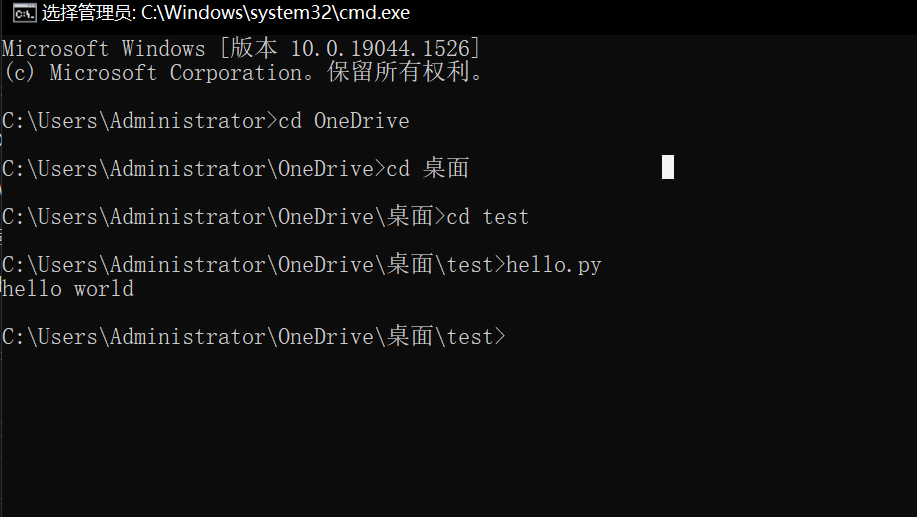 选择管理员: C:\Windows\system32\cmd.exe
Microsoft Windows [版本 10.0.19044.1526]
(c) Microsoft Corporation。保留所有权利。
C:\Users\Administrator>cd OneDrive
C:\Users\Administrator\OneDrive>cd 桌面
C:\Users\Administrator\OneDrive\桌面>cd test
C:\Users\Administrator\OneDrive\桌面\test>hello.py
hello world
C:\Users\Administrator\OneDrive\桌面\test>